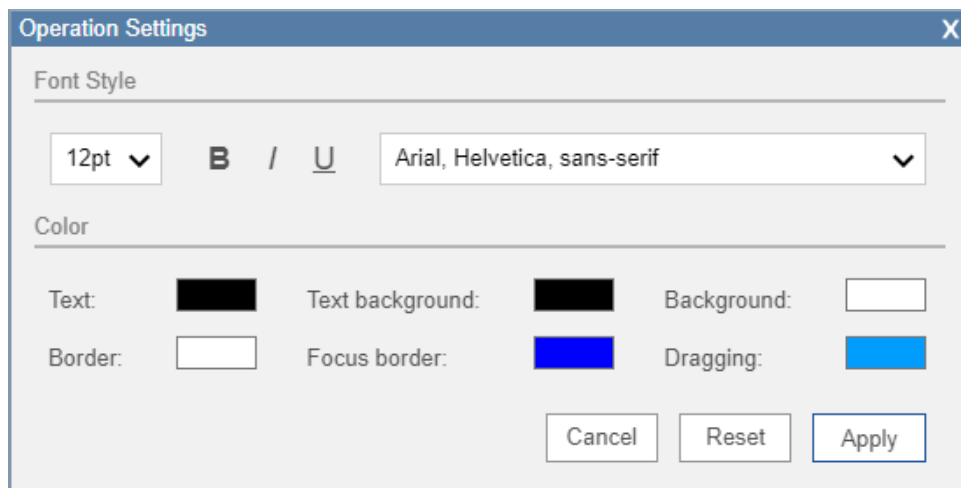 Operation Settings X
Font Style
12pt B I U Arial, Helvetica, sans-serif
Color
Text: Text background: Background:
Border: Focus border: Dragging:
Cancel Reset Apply